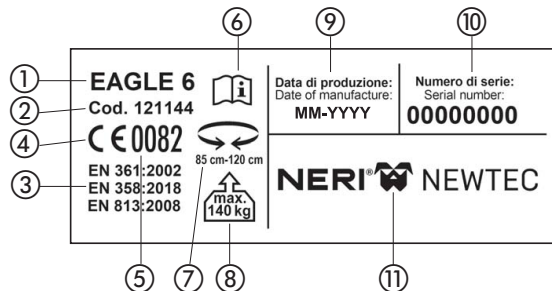 ⑥
⑨
⑩
①
EAGLE 6
②
Cod. 121144
④
CE0082
③
EN 361:2002
EN 358:2018
EN 813:2008
i
85 cm-120 cm
max.
140 kg
Data di produzione:
Date of manufacture:
MM-YYYY
Numero di serie:
Serial number:
00000000
NERI® NEWTEC
⑤
⑦
⑧
⑪